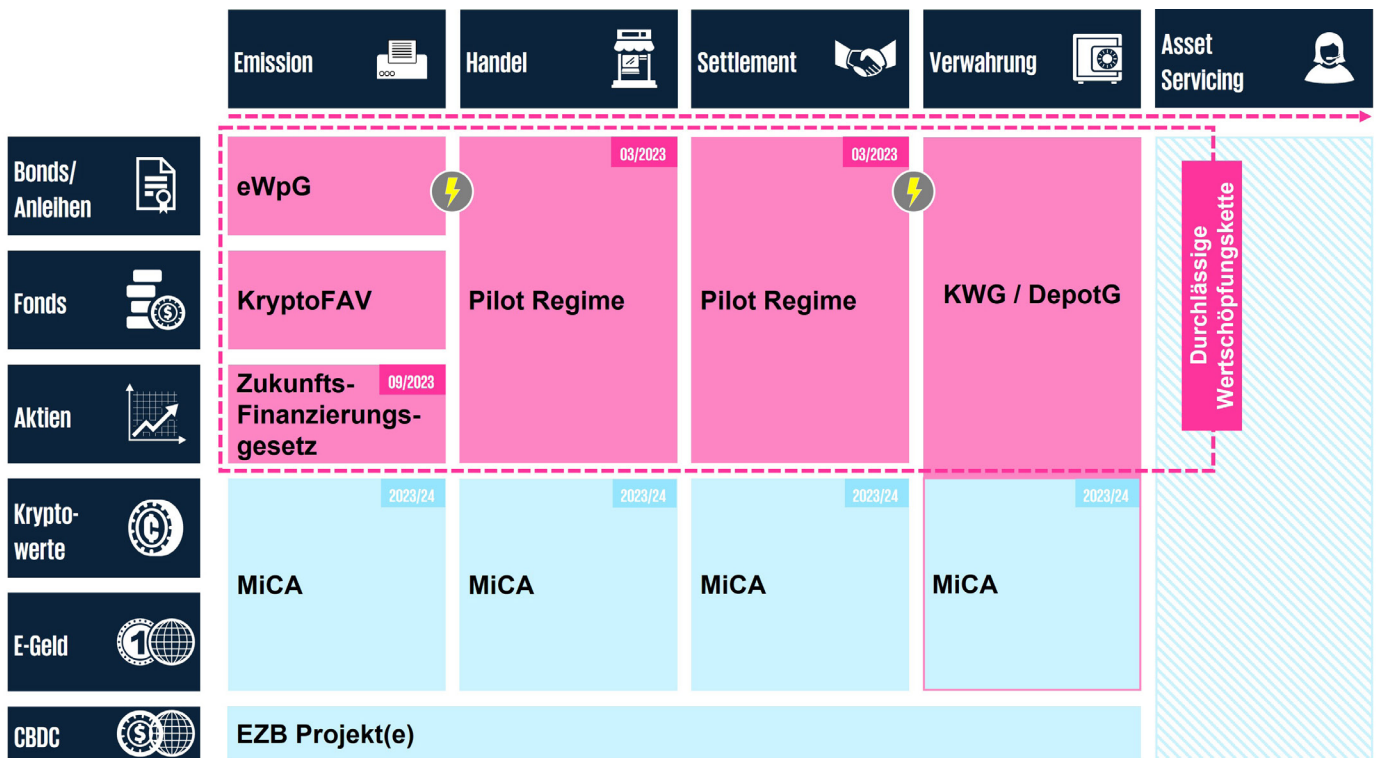 Emission
Handel
Settlement
Verwahrung
Asset
Servicing
Bonds/
Anleihen
eWpG
03/2023
03/2023
Fonds
KryptoFAV
Pilot Regime
Pilot Regime
KWG / DepotG
Durchlässige
Wertschöpfungskette
Aktien
Zukunfts-
Finanzierungs-
gesetz
09/2023
Krypto-
werte
2023/24
2023/24
2023/24
2023/24
MiCA
MiCA
MiCA
MiCA
E-Geld
CBDC
EZB Projekt(e)